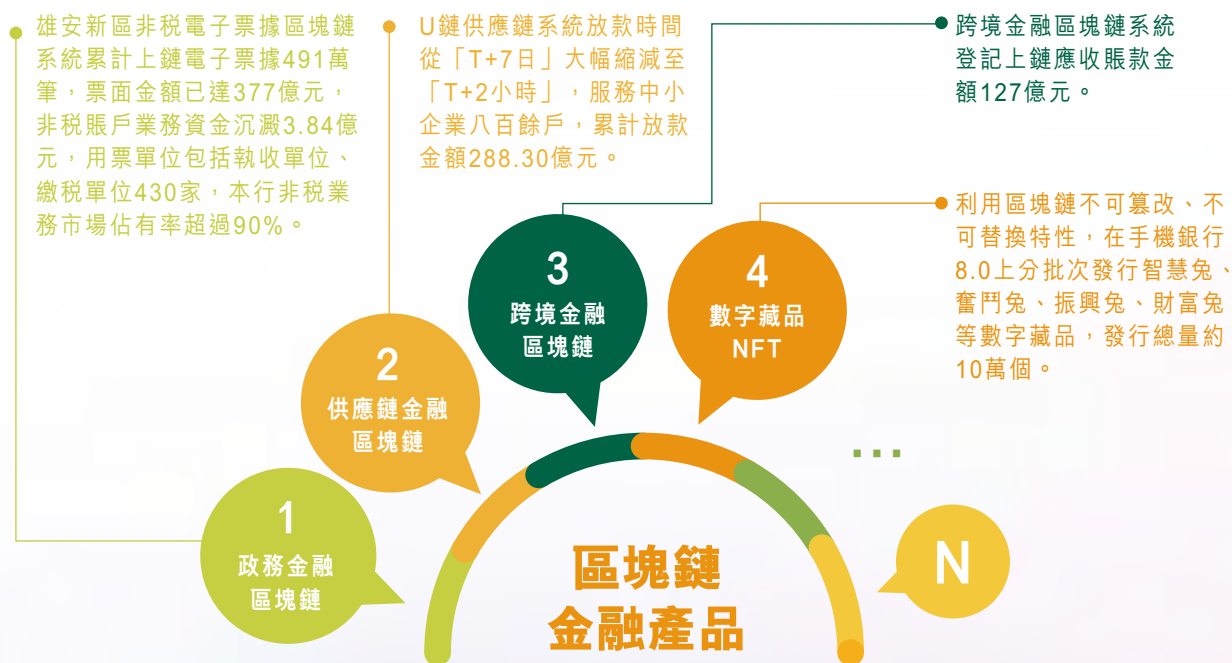 雄安新區非稅電子票據區塊鏈
系統累計上鏈電子票據491萬
筆，票面金額已達377億元，
非稅賬戶業務資金沉澱3.84億
元，用票單位包括執收單位、
繳稅單位430家，本行非稅業
務市場佔有率超過90%。
U鏈供應鏈系統放款時間
從「T+7日」大幅縮減至
「T+2小時」，服務中小
企業八百餘戶，累計放款
金額288.30億元。
跨境金融區塊鏈系統
登記上鏈應收賬款金
額127億元。
利用區塊鏈不可篡改、不
可替換特性，在手機銀行
8.0上分批次發行智慧兔、
奮鬥兔、振興兔、財富兔
等數字藏品，發行總量約
10萬個。
1
政務金融
區塊鏈
2
供應鏈金融
區塊鏈
3
跨境金融
區塊鏈
4
數字藏品
NFT
...
N
區塊鏈
金融產品